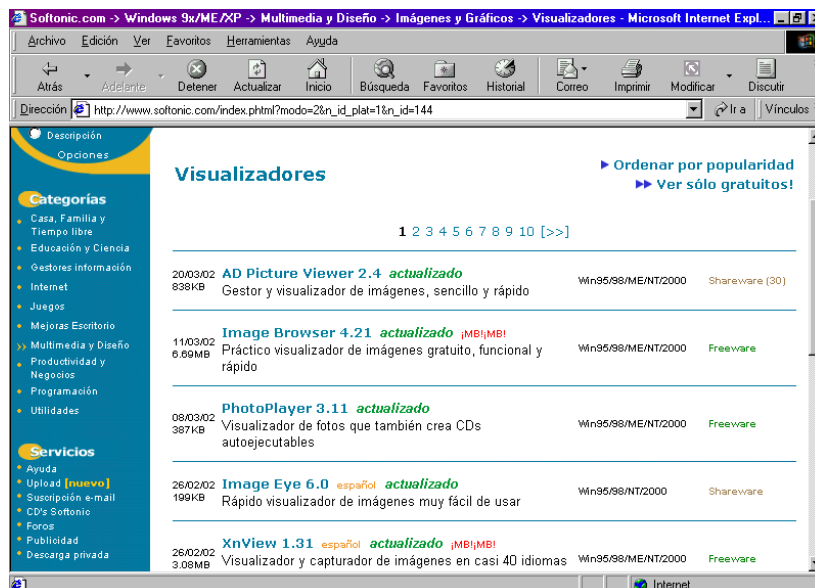 Softonic.com -> Windows 9x/ME/XP -> Multimedia y Diseño -> Imágenes y Gráficos -> Visualizadores - Microsoft Internet Expl...
Archivo Edición Ver Favoritos Herramientas Ayuda
Atrás Adelante Detener Actualizar Inicio Búsqueda Favoritos Historial Correo Imprimir Modificar Discutir
Dirección http://www.softonic.com/index.phtml?modo=2&n_id_plat=1&n_id=144 Ir a Vínculos
Descripción
Opciones
Categorías
Casa, Familia y
Tiempo libre
Educación y Ciencia
Gestores información
Internet
Juegos
Mejoras Escritorio
Multimedia y Diseño
Productividad y
Negocios
Programación
Utilidades
Servicios
Ayuda
Upload [nuevo]
Suscripción e-mail
CD's Softonic
Foros
Publicidad
Descarga privada
Visualizadores
Ordenar por popularidad
Ver sólo gratuitos!
1 2 3 4 5 6 7 8 9 10 [>>]
20/03/02 AD Picture Viewer 2.4 actualizado Win95/98/ME/NT/2000 Shareware (30)
838KB Gestor y visualizador de imágenes, sencillo y rápido
11/03/02 Image Browser 4.21 actualizado ¡MB!¡MB! Win95/98/ME/NT/2000 Freeware
6.69MB Práctico visualizador de imágenes gratuito, funcional y
rápido
08/03/02 PhotoPlayer 3.11 actualizado Win95/98/ME/NT/2000 Freeware
387KB Visualizador de fotos que también crea CDs
autoejecutables
26/02/02 Image Eye 6.0 español actualizado Win95/98/NT/2000 Shareware
199KB Rápido visualizador de imágenes muy fácil de usar
26/02/02 XnView 1.31 español actualizado ¡MB!¡MB!
3.08MB Visualizador y capturador de imágenes en casi 40 idiomas Win95/98/ME/NT/2000 Freeware
Internet